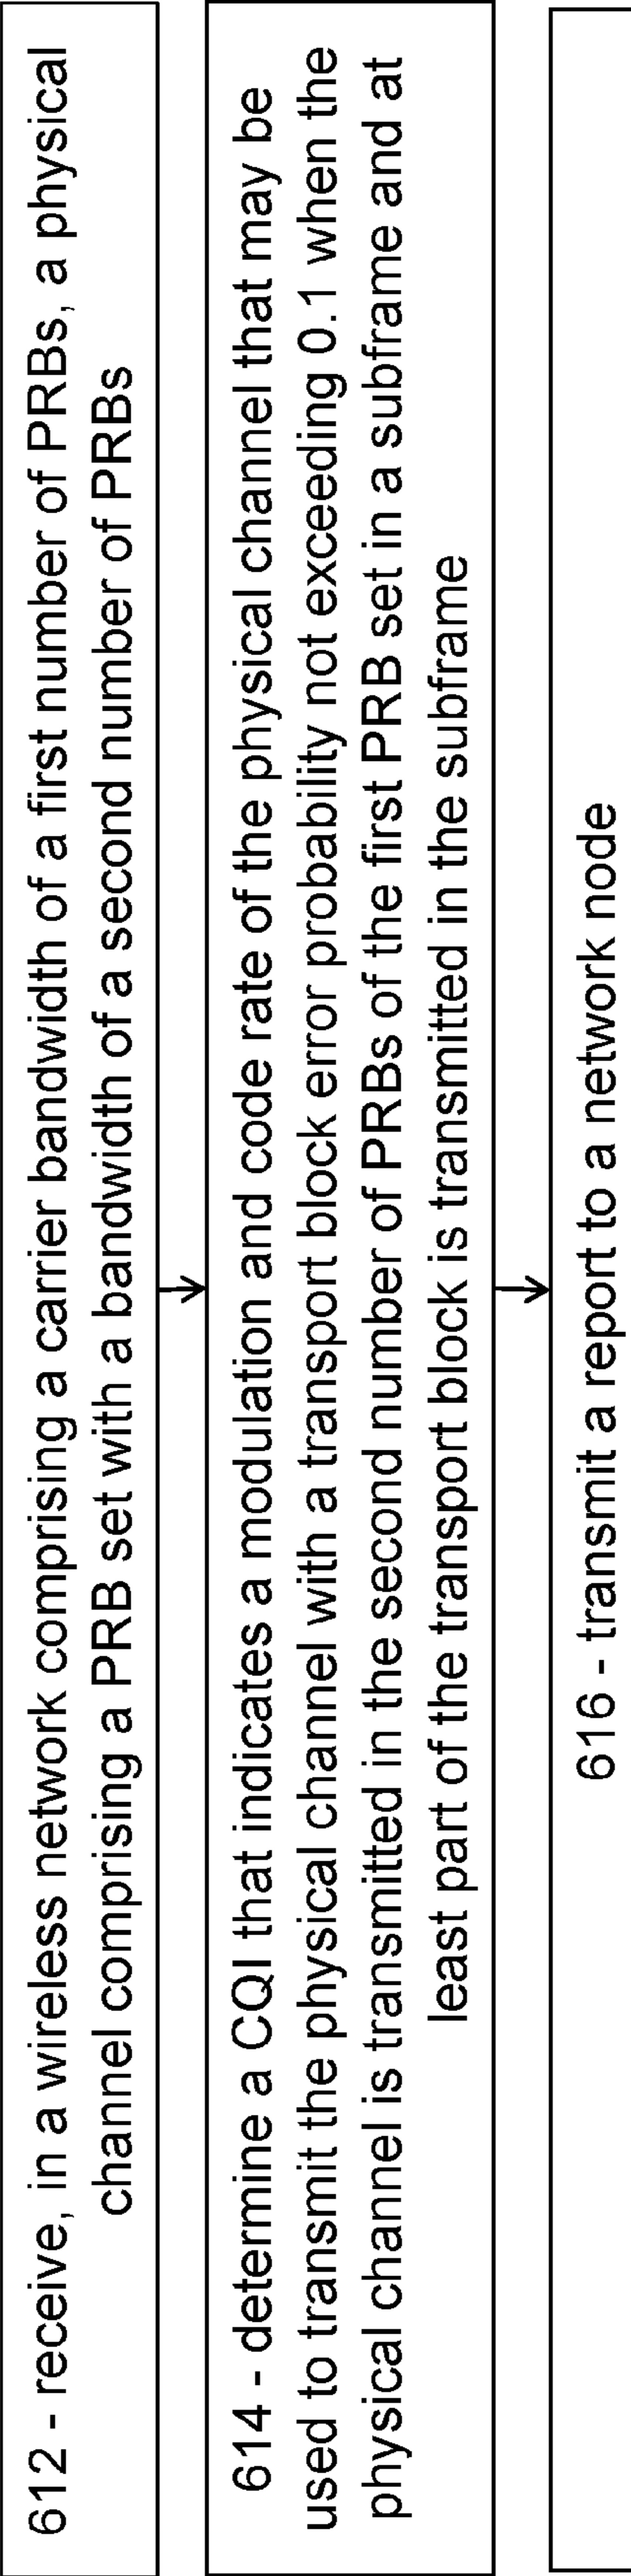 612 - receive, in a wireless network comprising a carrier bandwidth of a first number of PRBs, a physical
channel comprising a PRB set with a bandwidth of a second number of PRBs
614 - determine a CQI that indicates a modulation and code rate of the physical channel that may be
used to transmit the physical channel with a transport block error probability not exceeding 0.1 when the
physical channel is transmitted in the second number of PRBs of the first PRB set in a subframe and at
least part of the transport block is transmitted in the subframe
616 - transmit a report to a network node